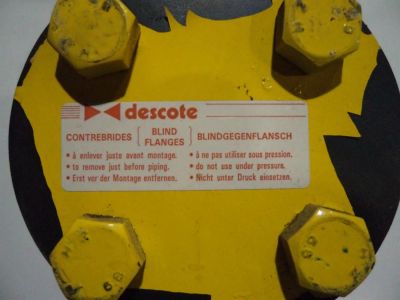 descote
CONTREBRIDES [ BLIND FLANGES ] BLINDGEGENFLANSCH
• à enlever juste avant montage.
• to remove just before piping.
• Erst vor der Montage entfernen.
• à ne pas utiliser sous pression.
• do not use under pressure.
• Nicht unter Druck einsetzen.